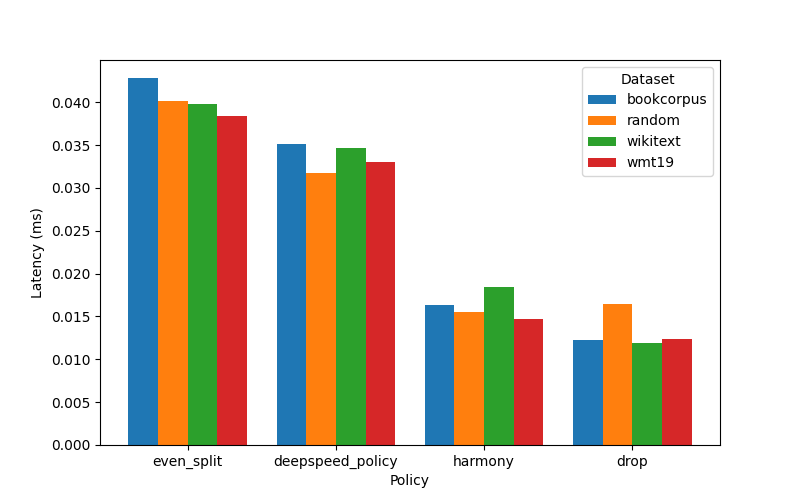 Dataset
bookcorpus
random
wikitext
wmt19
Latency (ms)
0.040
0.035
0.030
0.025
0.020
0.015
0.010
0.005
0.000
even_split deepspeed_policy harmony drop
Policy